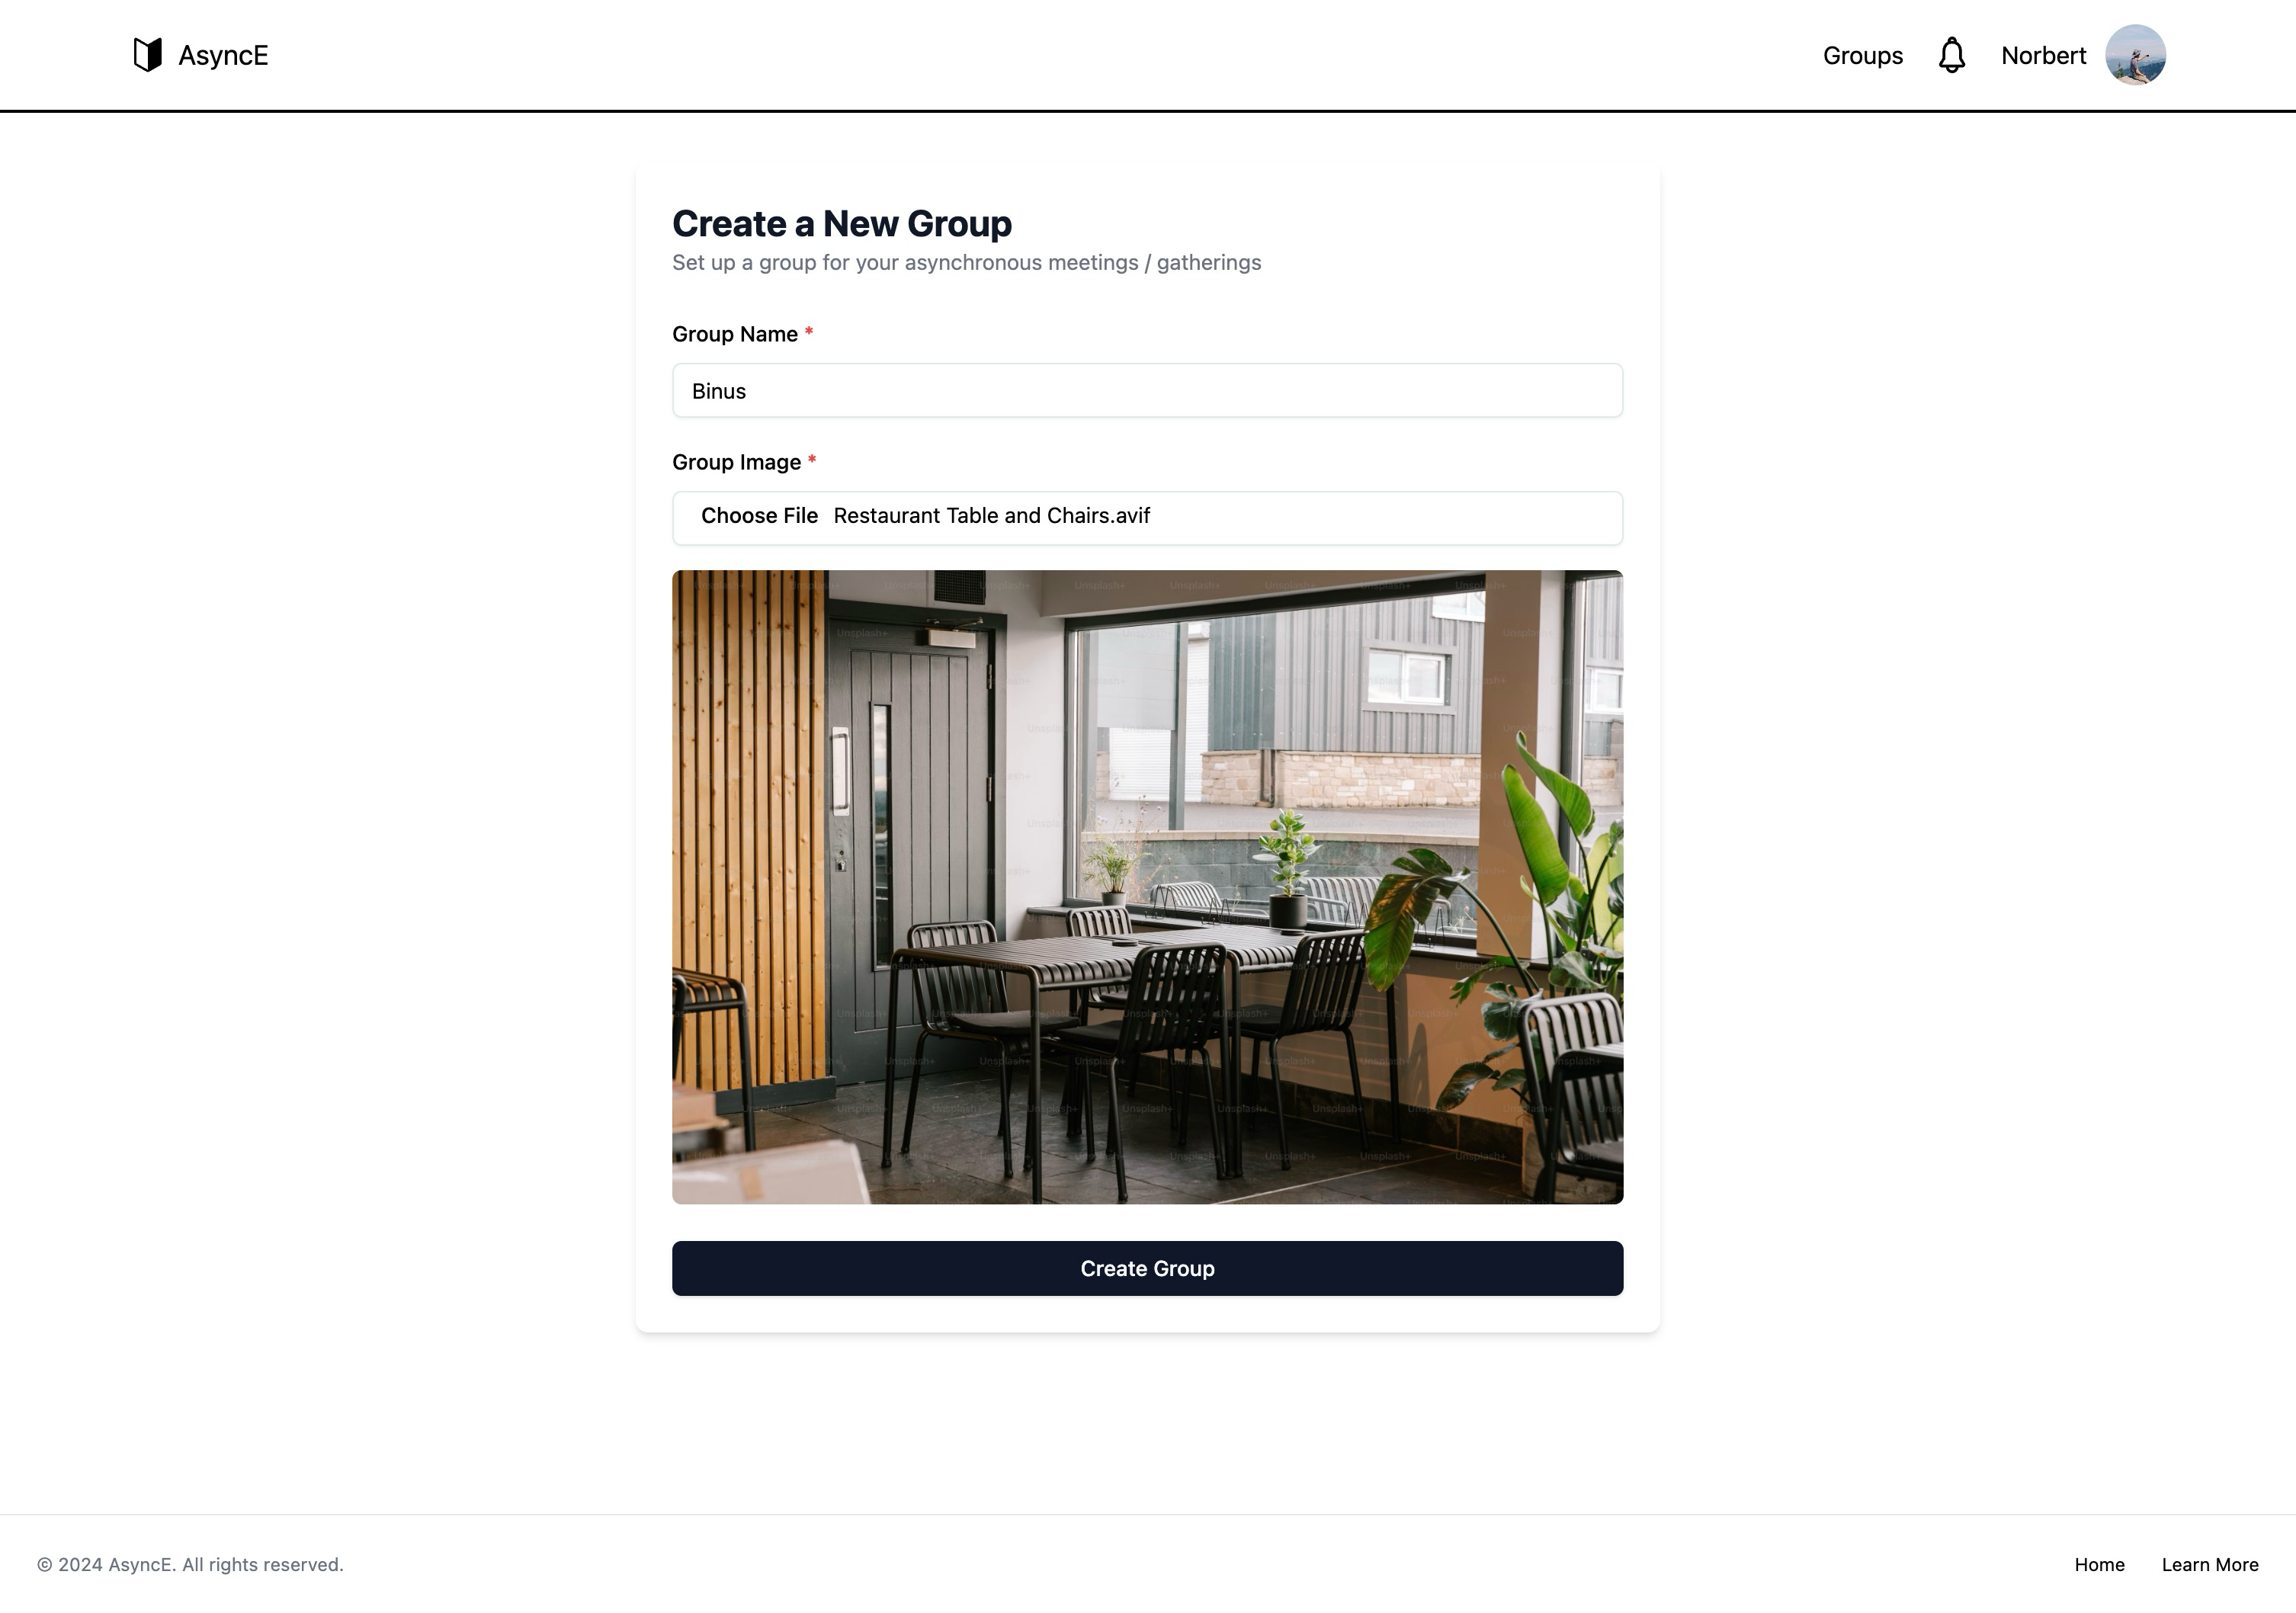 AsyncE
Groups
Norbert
Create a New Group
Set up a group for your asynchronous meetings / gatherings
Group Name *
Binus
Group Image *
Choose File Restaurant Table and Chairs.avif
Unsplash+
Create Group
© 2024 AsyncE. All rights reserved.
Home
Learn More